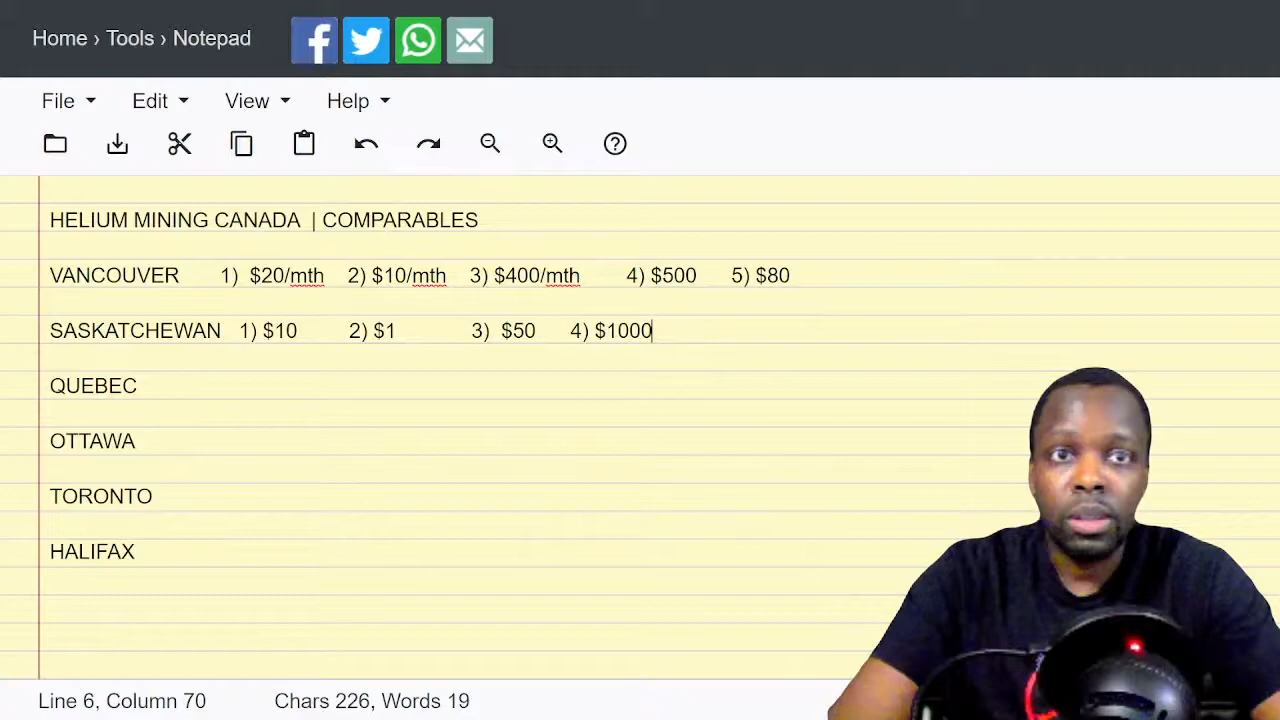 Home › Tools › Notepad
File Edit View Help
HELIUM MINING CANADA | COMPARABLES
VANCOUVER 1) $20/mth 2) $10/mth 3) $400/mth 4) $500 5) $80
SASKATCHEWAN 1) $10 2) $1 3) $50 4) $1000
QUEBEC
OTTAWA
TORONTO
HALIFAX
Line 6, Column 70 Chars 226, Words 19